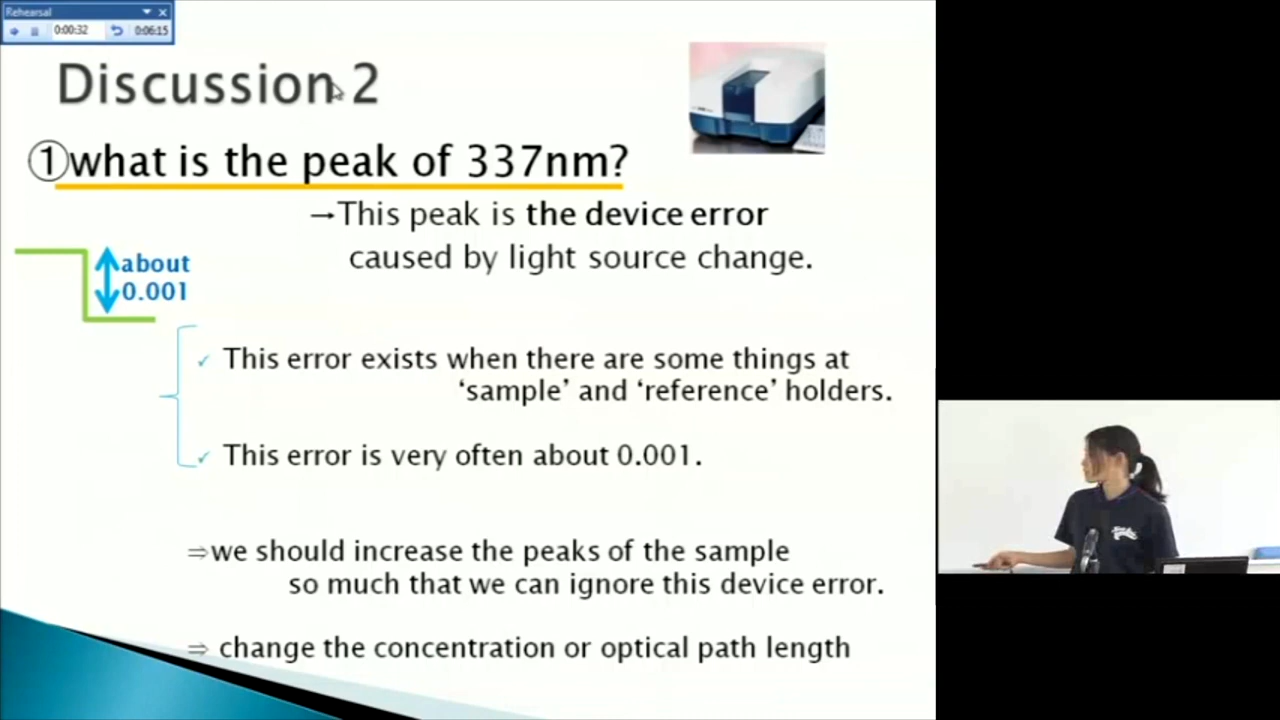 Rehearsal
0:00:32 0:06:15
Discussion 2
①what is the peak of 337nm?
→This peak is the device error
caused by light source change.
about
0.001
✓ This error exists when there are some things at
‘sample’ and ‘reference’ holders.
✓ This error is very often about 0.001.
⇒we should increase the peaks of the sample
so much that we can ignore this device error.
⇒ change the concentration or optical path length